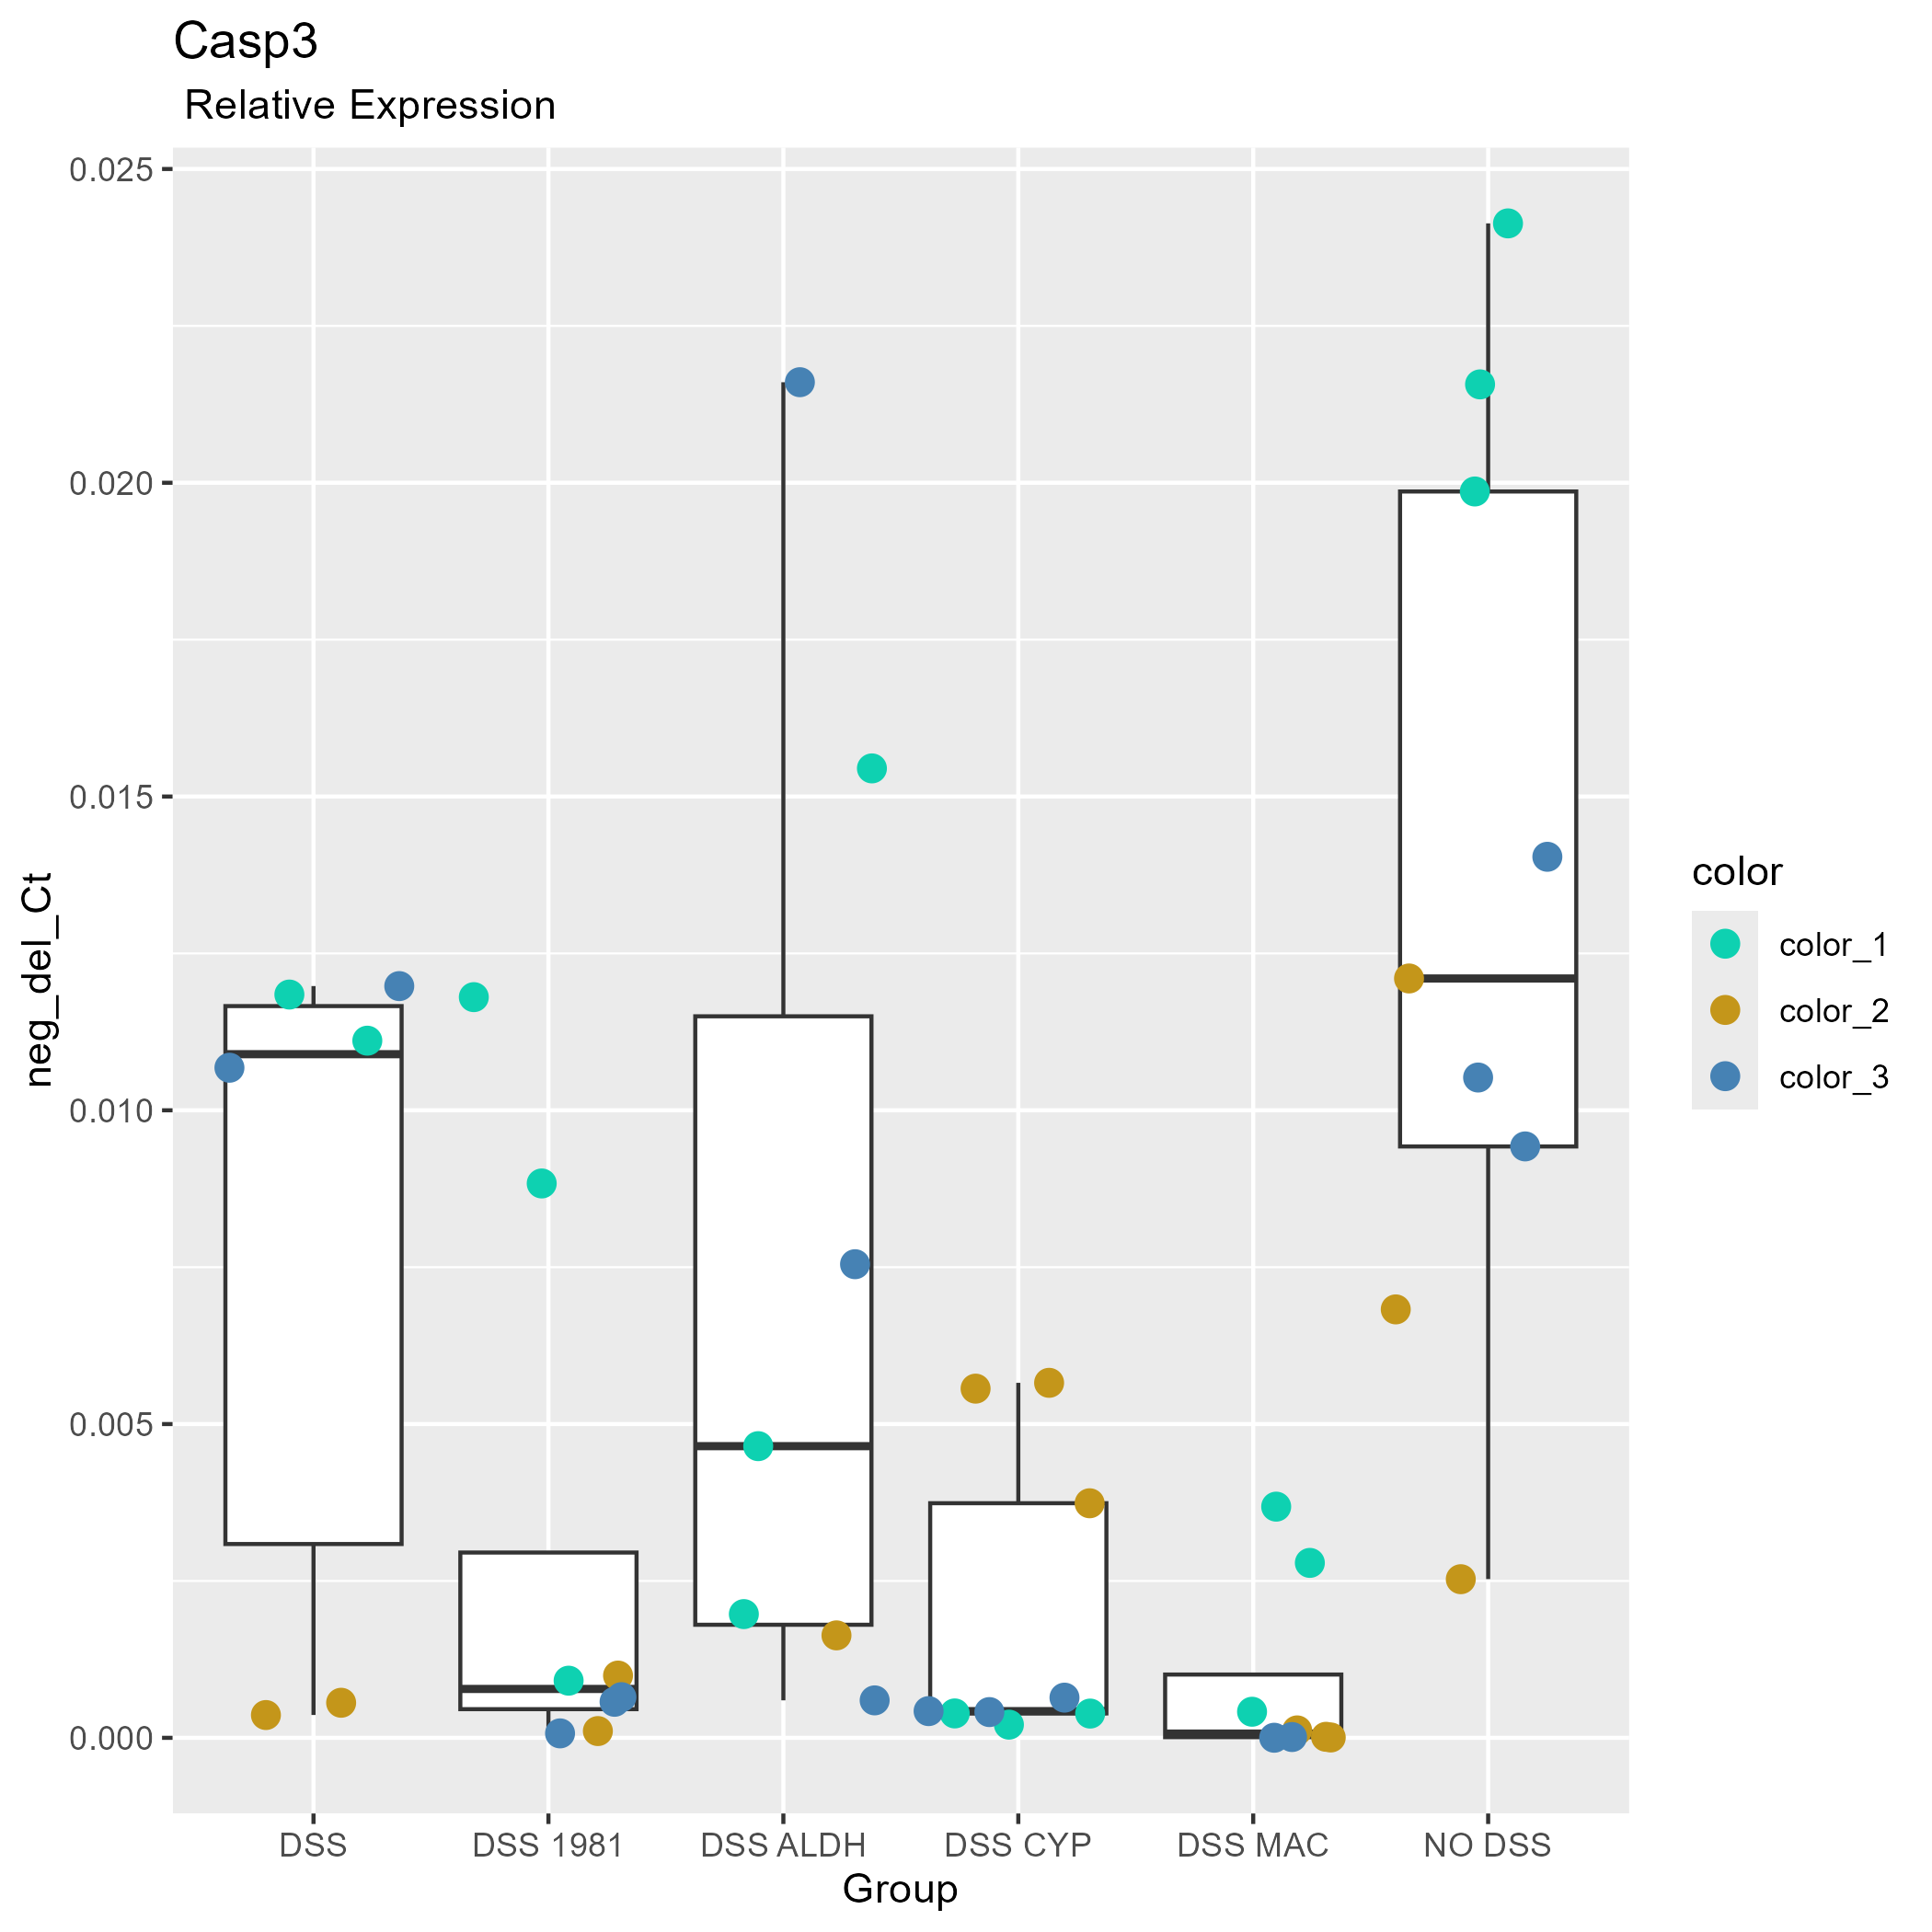 Casp3
Relative Expression
0.025
0.020
0.015
0.010
0.005
0.000
neg_del_Ct
DSS
DSS 1981
DSS ALDH
DSS CYP
DSS MAC
NO DSS
Group
color
color_1
color_2
color_3